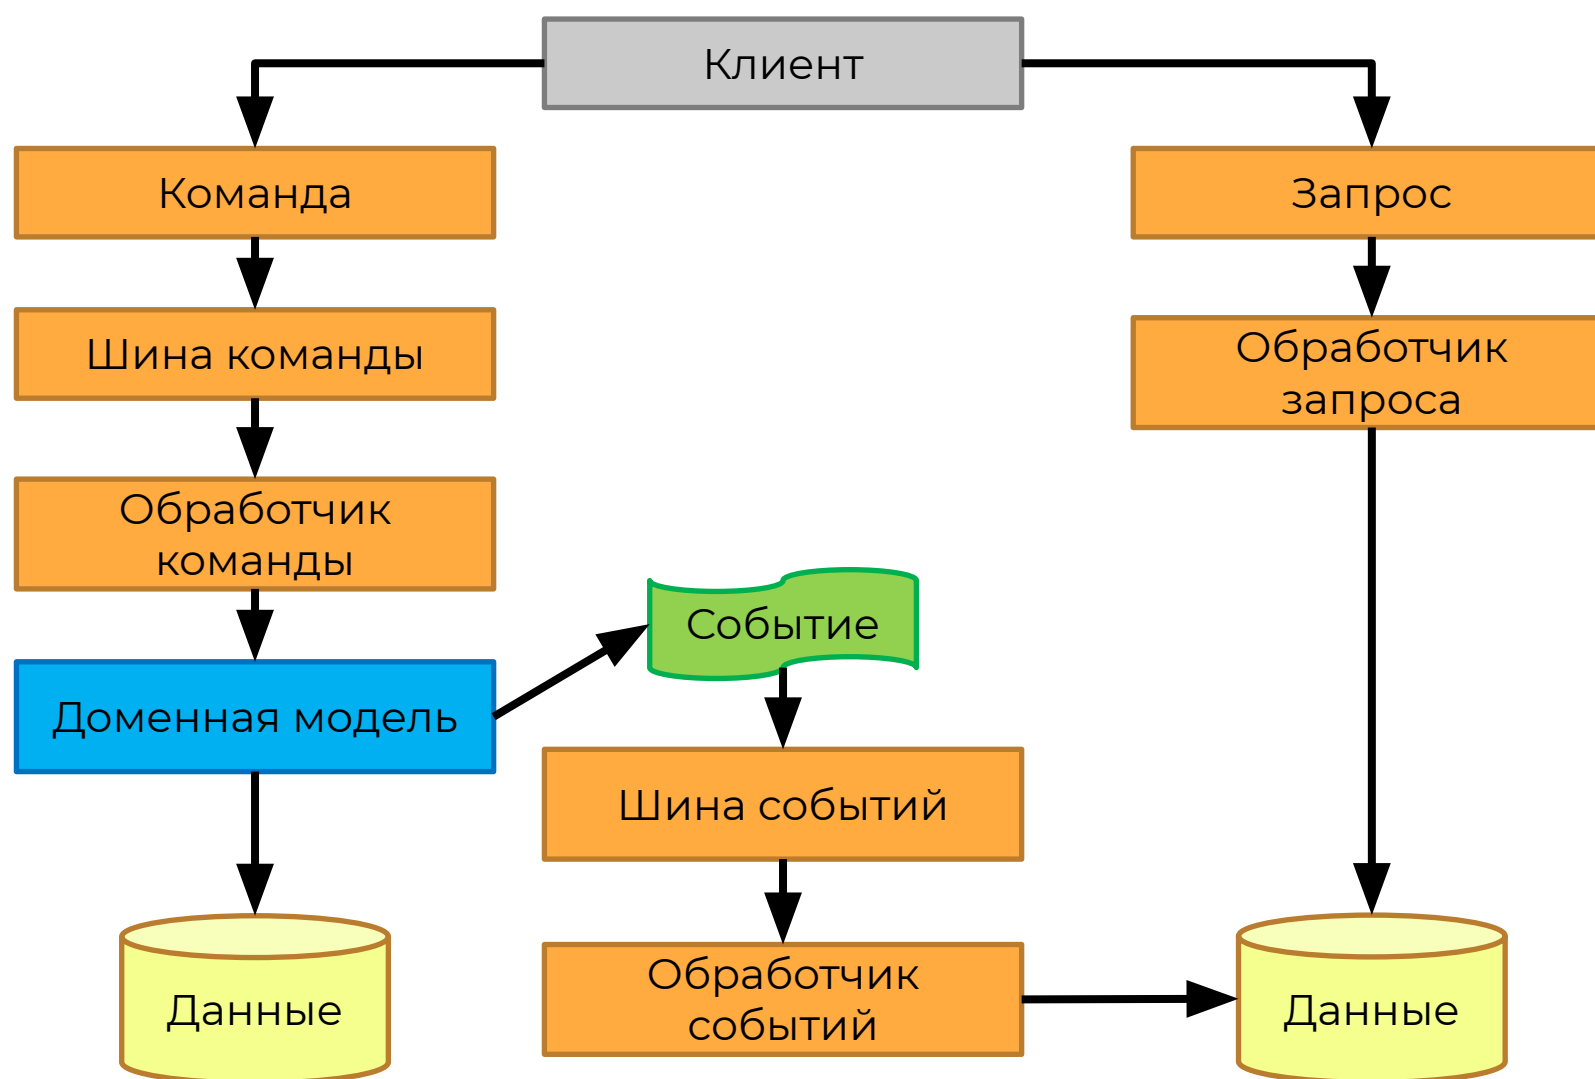 Клиент
Команда
Запрос
Шина команды
Обработчик
запроса
Обработчик
команды
Событие
Доменная модель
Шина событий
Обработчик
событий
Данные
Данные